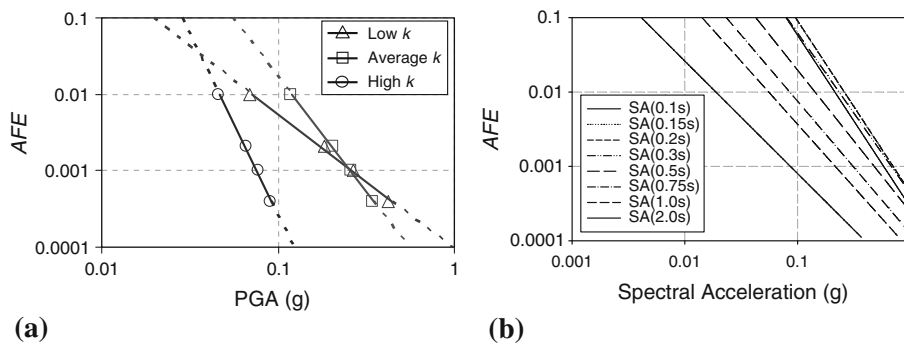 0.1
0.01
0.001
0.0001
AFE
Low k
Average k
High k
0.01
0.1
1
PGA (g)
(a)
0.1
0.01
0.001
0.0001
AFE
SA(0.1s)
SA(0.15s)
SA(0.2s)
SA(0.3s)
SA(0.5s)
SA(0.75s)
SA(1.0s)
SA(2.0s)
0.001
0.01
0.1
Spectral Acceleration (g)
(b)